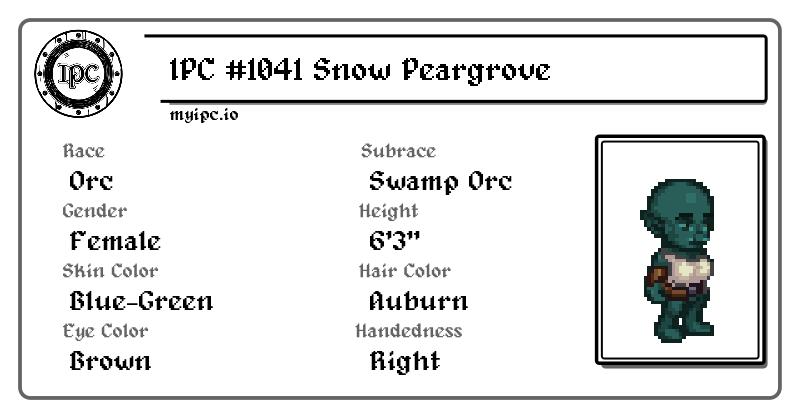 IPC
IPC #1041 Snow Peargrove
myipc.io
Race
Orc
Subrace
Swamp Orc
Gender
Female
Height
6'3"
Skin Color
Blue-Green
Hair Color
Auburn
Eye Color
Brown
Handedness
Right